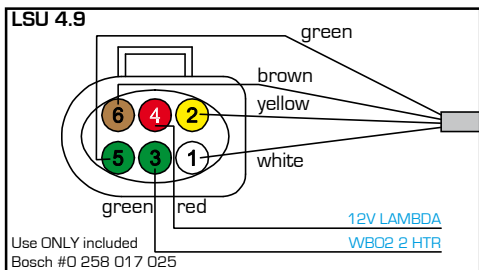 LSU 4.9
green
brown
yellow
6 4 2
5 3 1
white
green red
12V LAMBDA
WBO2 2 HTR
Use ONLY included
Bosch #0 258 017 025